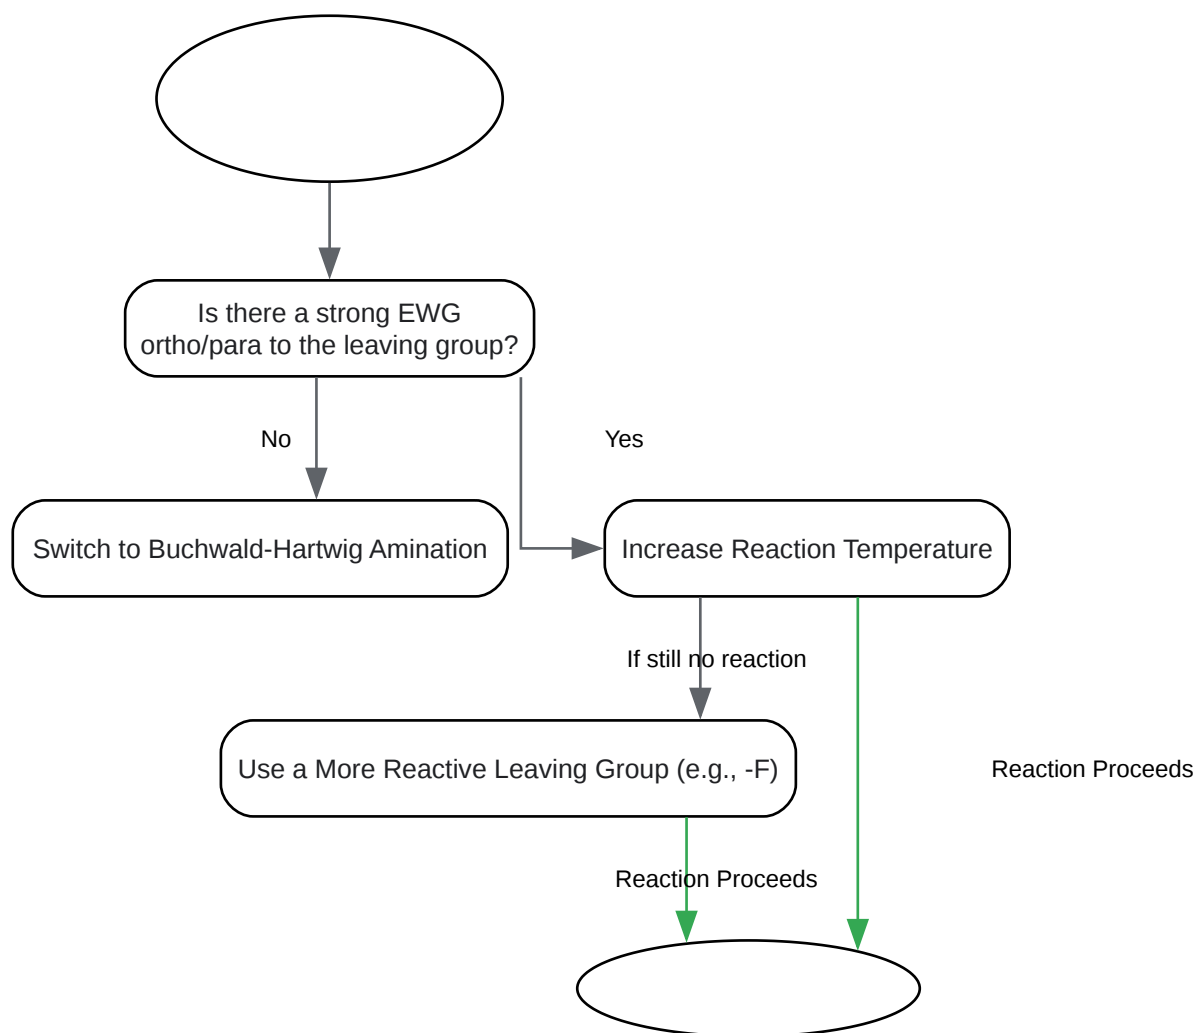 Is there a strong EWG
ortho/para to the leaving group?
No
Yes
Switch to Buchwald-Hartwig Amination
Increase Reaction Temperature
If still no reaction
Use a More Reactive Leaving Group (e.g., -F)
Reaction Proceeds
Reaction Proceeds